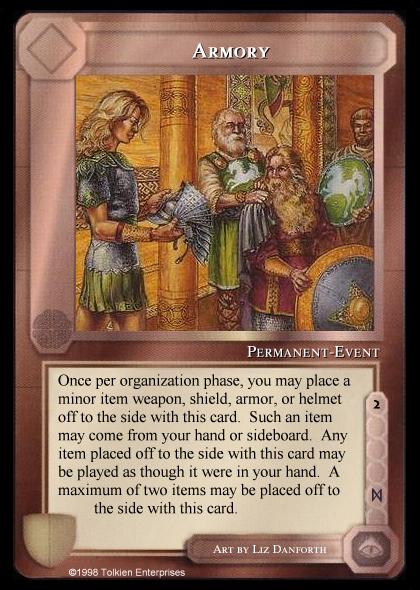 ARMORY
PERMANENT-EVENT
Once per organization phase, you may place a
minor item weapon, shield, armor, or helmet
off to the side with this card.  Such an item
may come from your hand or sideboard.  Any
item placed off to the side with this card may
be played as though it were in your hand.  A
maximum of two items may be placed off to
the side with this card.
2
ART BY LIZ DANFORTH
©1998 Tolkien Enterprises